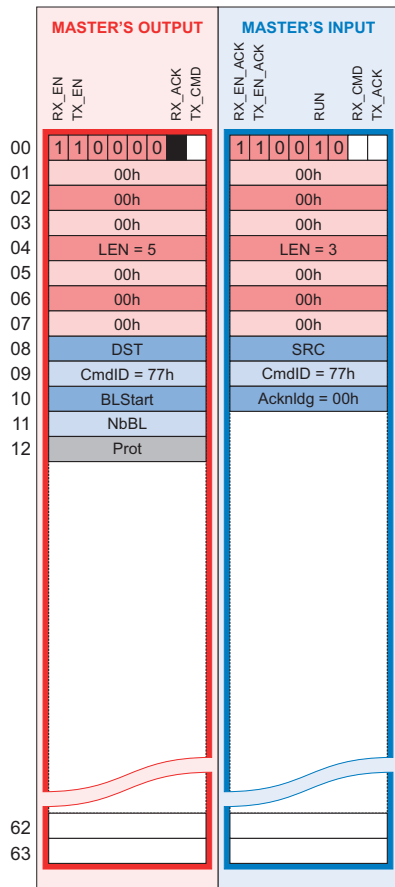 MASTER'S OUTPUT MASTER'S INPUT
RX_EN TX_EN RX_ACK TX_CMD RX_EN_ACK TX_EN_ACK RUN RX_CMD TX_ACK
00 1 1 0 0 0 0 1 1 0 0 1 0
01 00h 00h
02 00h 00h
03 00h 00h
04 LEN = 5 LEN = 3
05 00h 00h
06 00h 00h
07 00h 00h
08 DST SRC
09 CmdID = 77h CmdID = 77h
10 BLStart Acknldg = 00h
11 NbBL
12 Prot
62
63